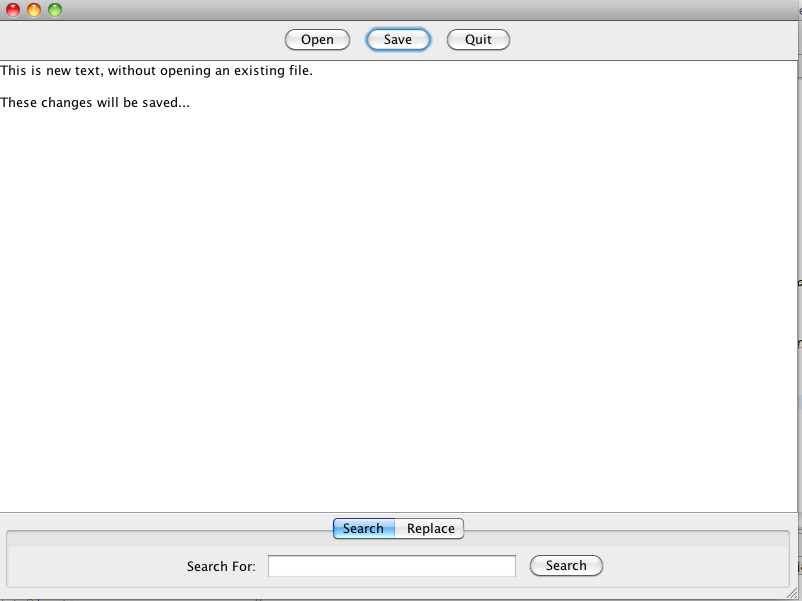 Open Save Quit
This is new text, without opening an existing file.
These changes will be saved...
Search Replace
Search For: Search